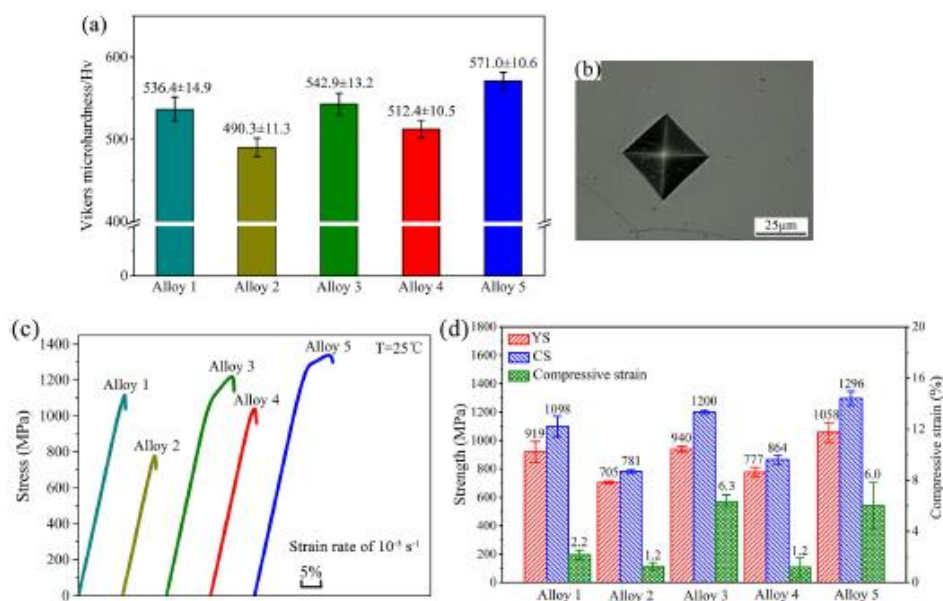 (a)
Vikers microhardness/Hv
600
500
400
0
536.4±14.9
490.3±11.3
542.9±13.2
512.4±10.5
571.0±10.6
Alloy 1 Alloy 2 Alloy 3 Alloy 4 Alloy 5
(b)
25μm
(c)
Stress (MPa)
1400
1200
1000
800
600
400
200
0
Alloy 1
Alloy 2
Alloy 3
Alloy 4
Alloy 5
T=25℃
Strain rate of 10⁻³ s⁻¹
5%
(d)
Strength (MPa)
1800
1600
1400
1200
1000
800
600
400
200
0
YS
CS
Compressive strain
919 1098 2.2
705 781 1.2
940 1200 6.3
777 864 1.2
1058 1296 6.0
Alloy 1 Alloy 2 Alloy 3 Alloy 4 Alloy 5
20
16
12
8
4
0
Compressive strain(%)